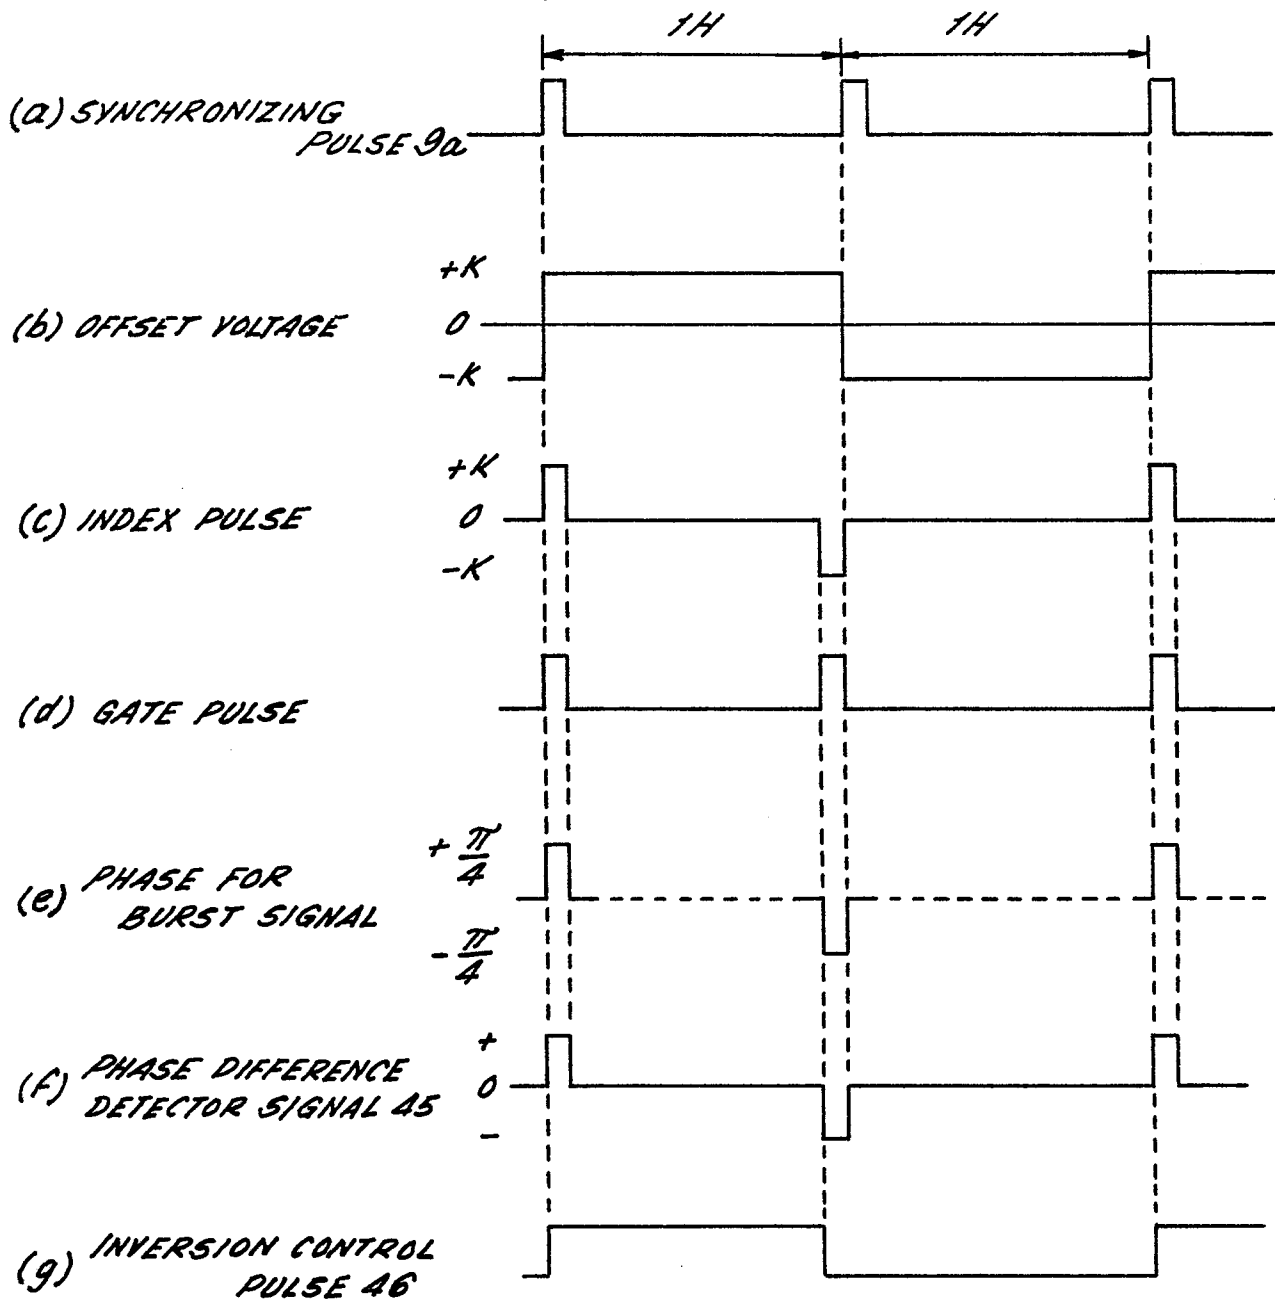 1H 1H
(a) SYNCHRONIZING
PULSE 9a
+K
(b) OFFSET VOLTAGE 0
-K
+K
(c) INDEX PULSE 0
-K
(d) GATE PULSE
+ π/4
(e) PHASE FOR
BURST SIGNAL
- π/4
+
(f) PHASE DIFFERENCE
DETECTOR SIGNAL 45
0
-
(g) INVERSION CONTROL
PULSE 46